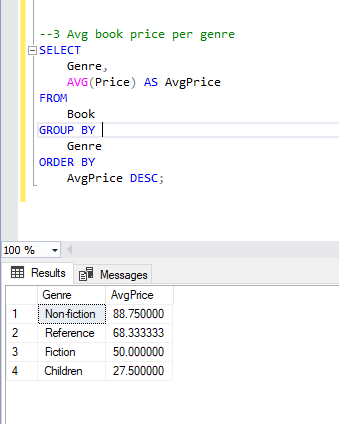 --3 Avg book price per genre
SELECT
Genre,
AVG(Price) AS AvgPrice
FROM
Book
GROUP BY
Genre
ORDER BY
AvgPrice DESC;
100 %
Results Messages
Genre AvgPrice
1 Non-fiction 88.750000
2 Reference 68.333333
3 Fiction 50.000000
4 Children 27.500000